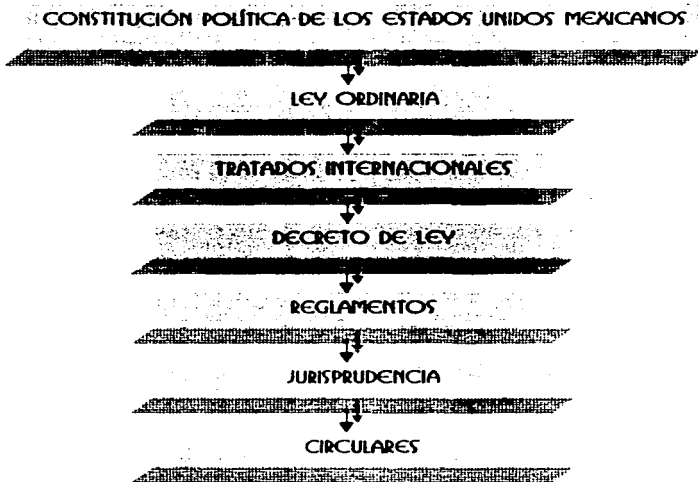 CONSTITUCIÓN POLÍTICA DE LOS ESTADOS UNIDOS MEXICANOS
LEY ORDINARIA
TRATADOS INTERNACIONALES
DECRETO DE LEY
REGLAMENTOS
JURISPRUDENCIA
CIRCULARES